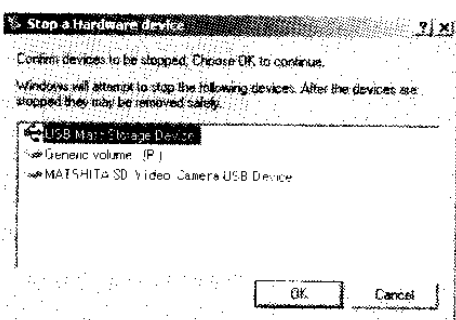 Stop a Hardware device
Confirm devices to be stopped, Choose OK to continue.
Windows will attempt to stop the following devices. After the devices are
stopped they may be removed safely.
USB Mass Storage Device
Generic volume (P:)
MATSHITA SD Video Camera USB Device
OK
Cancel